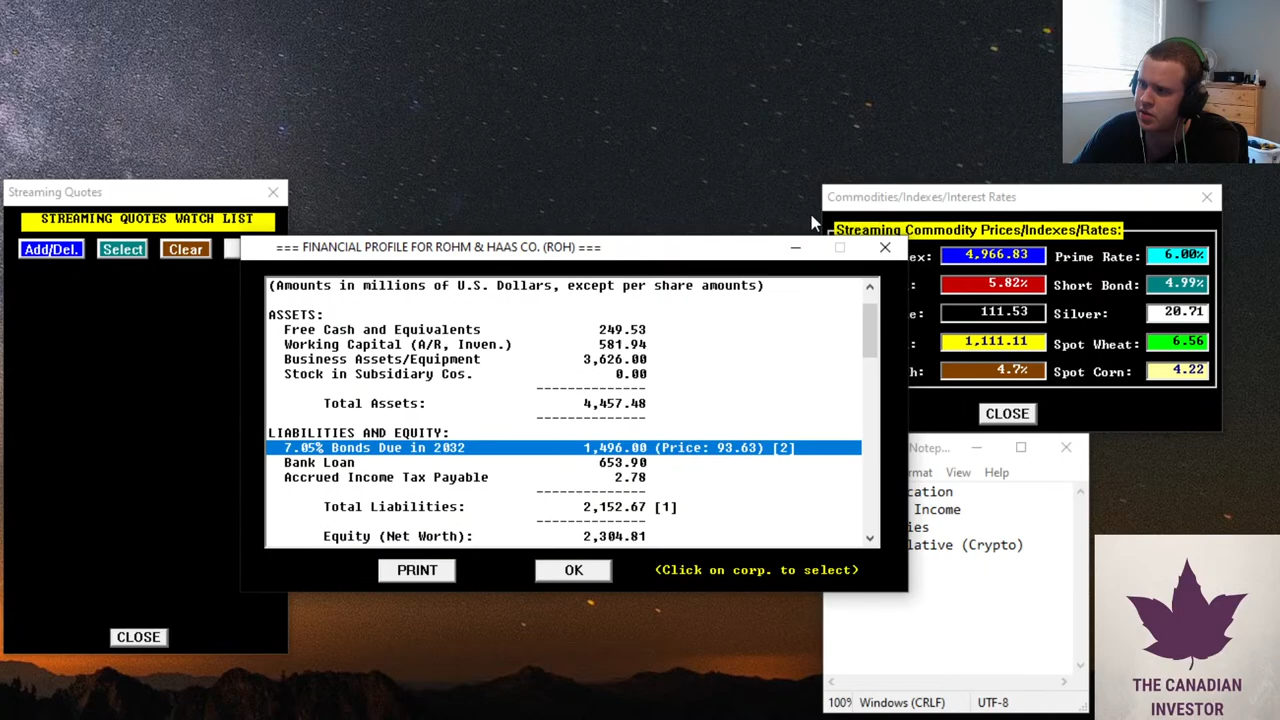 Streaming Quotes
STREAMING QUOTES WATCH LIST
Add/Del.
Select
Clear
CLOSE
=== FINANCIAL PROFILE FOR ROHM & HAAS CO. (ROH) ===
(Amounts in millions of U.S. Dollars, except per share amounts)
ASSETS:
Free Cash and Equivalents 249.53
Working Capital (A/R, Inven.) 581.94
Business Assets/Equipment 3,626.00
Stock in Subsidiary Cos. 0.00
--------------
Total Assets: 4,457.48
--------------
LIABILITIES AND EQUITY:
7.05% Bonds Due in 2032 1,496.00 (Price: 93.63) [2]
Bank Loan 653.90
Accrued Income Tax Payable 2.78
--------------
Total Liabilities: 2,152.67 [1]
--------------
Equity (Net Worth): 2,304.81
PRINT
OK
(Click on corp. to select)
Commodities/Indexes/Interest Rates
Streaming Commodity Prices/Indexes/Rates:
ex: 4,966.83 Prime Rate: 6.00%
: 5.82% Short Bond: 4.99%
e: 111.53 Silver: 20.71
: 1,111.11 Spot Wheat: 6.56
h: 4.7% Spot Corn: 4.22
CLOSE
Notep...
rmat View Help
cation
Income
ies
lative (Crypto)
100% Windows (CRLF) UTF-8
THE CANADIAN
INVESTOR